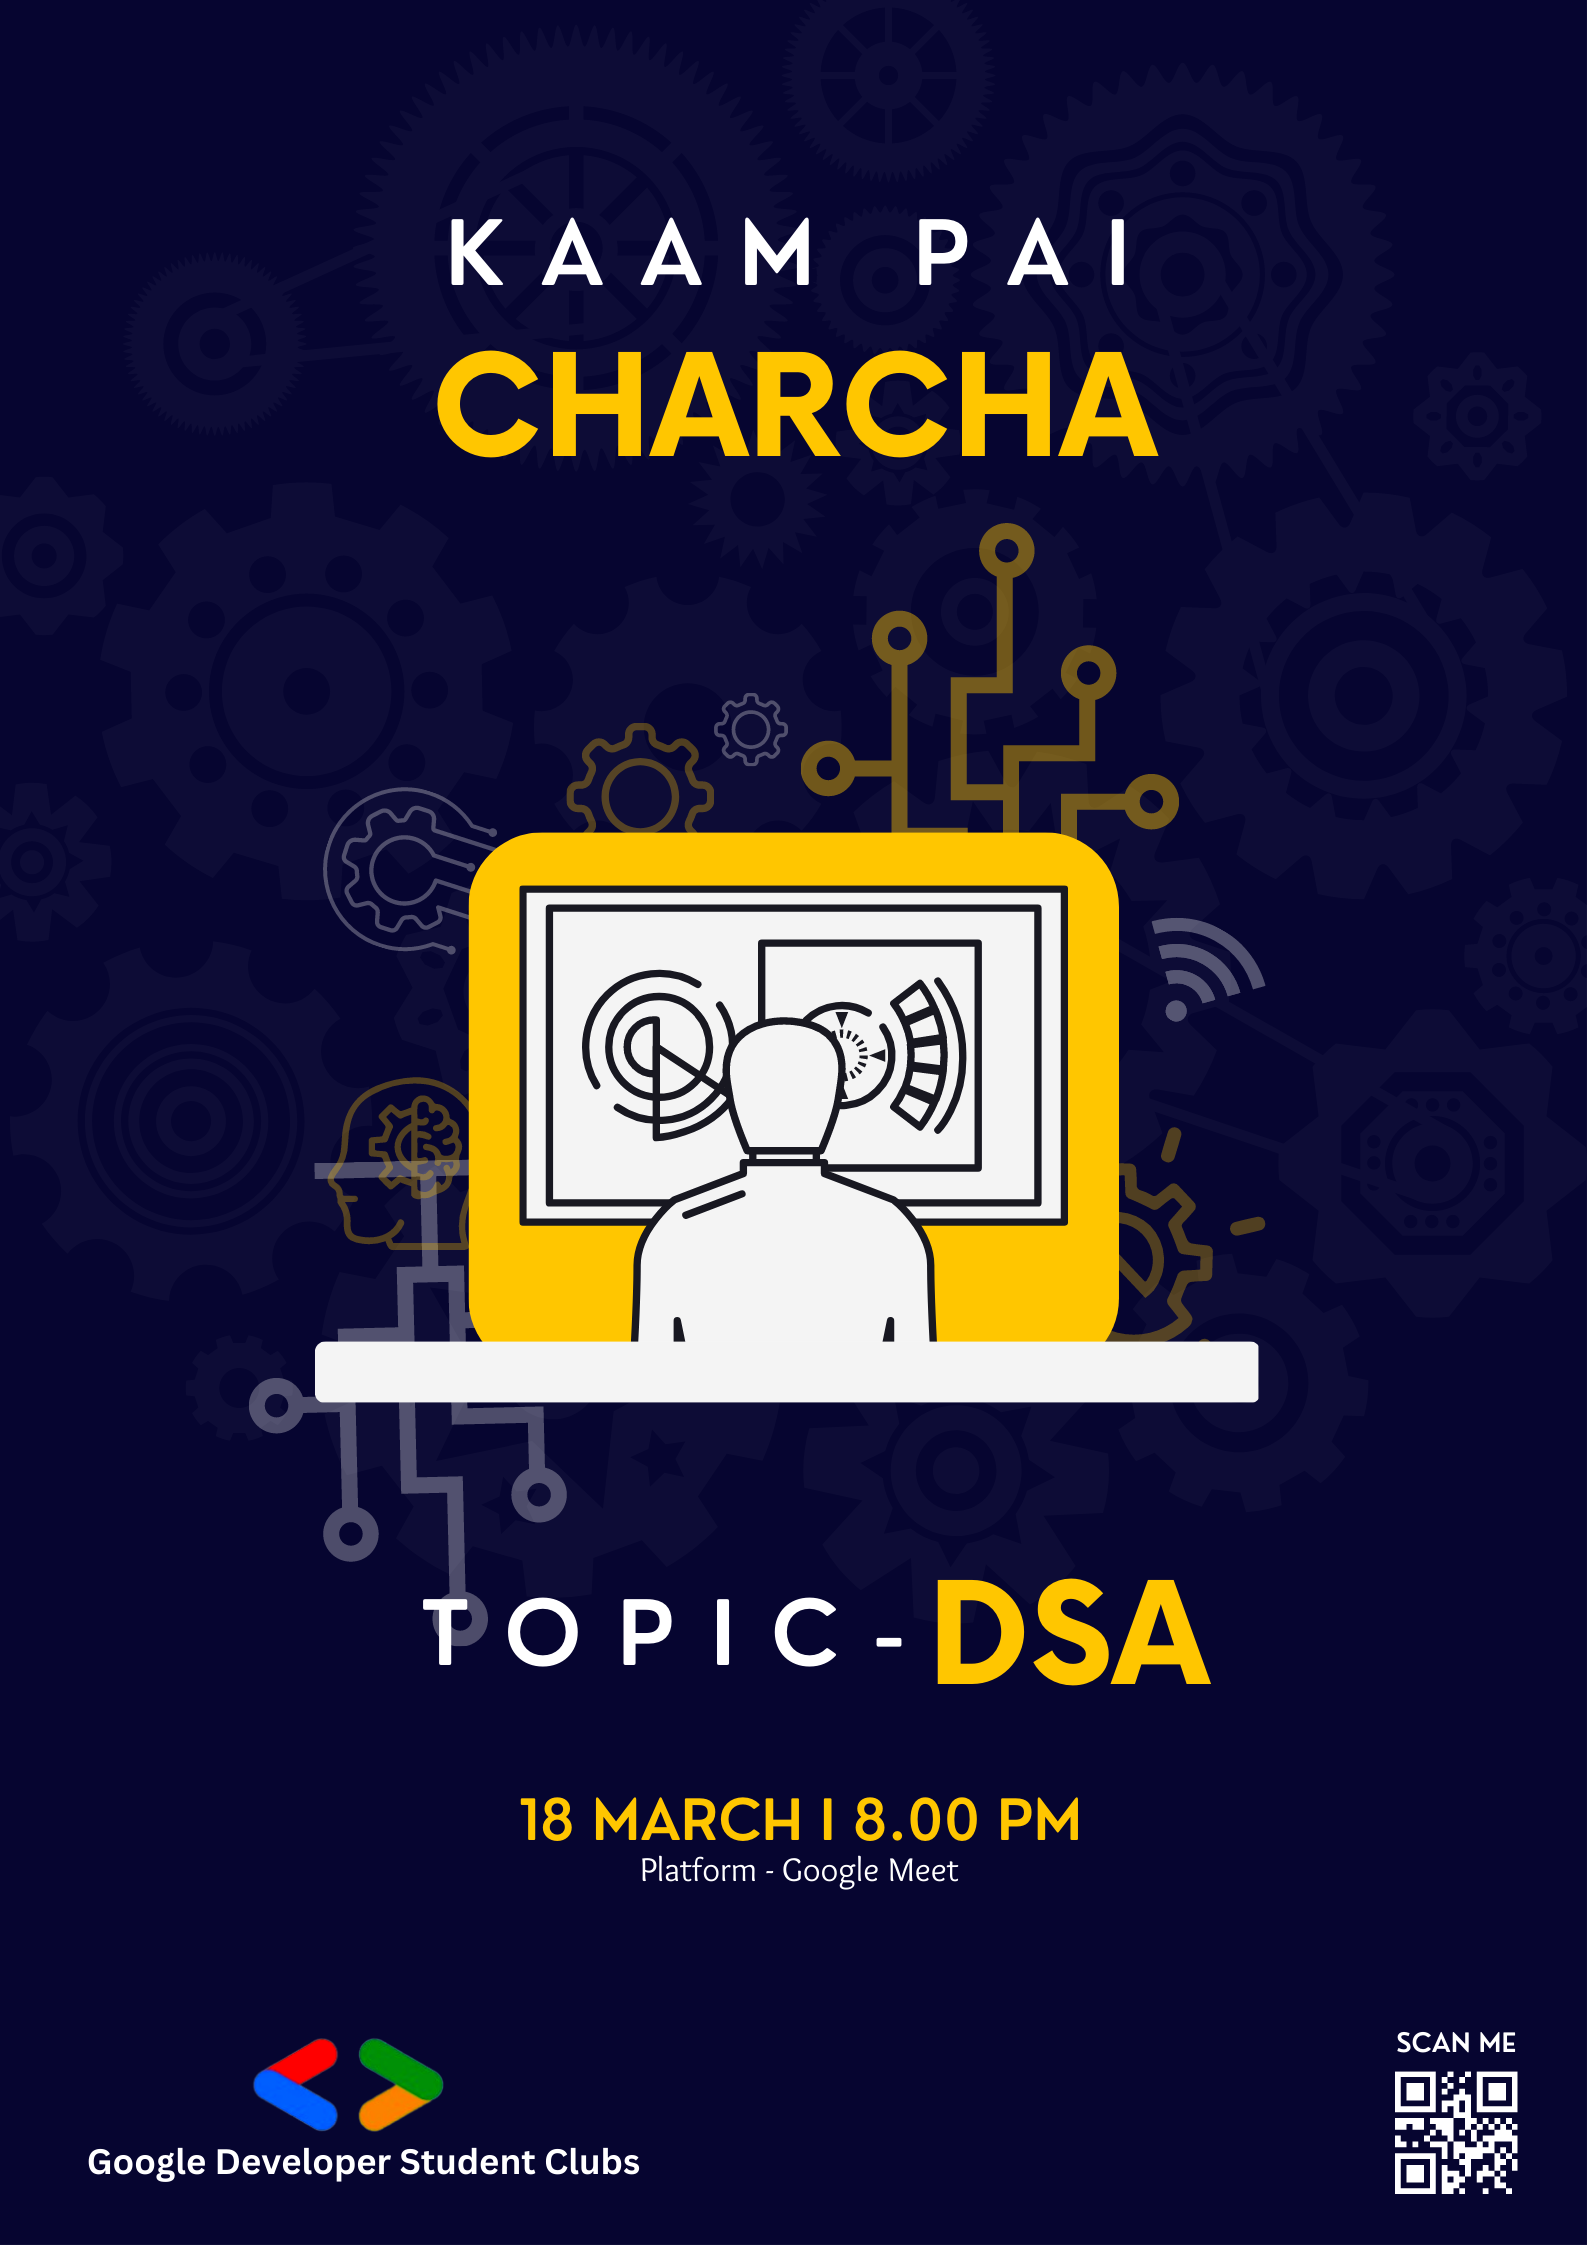 KAAM PAI
CHARCHA
TOPIC-DSA
18 MARCH I 8.00 PM
Platform - Google Meet
Google Developer Student Clubs
SCAN ME